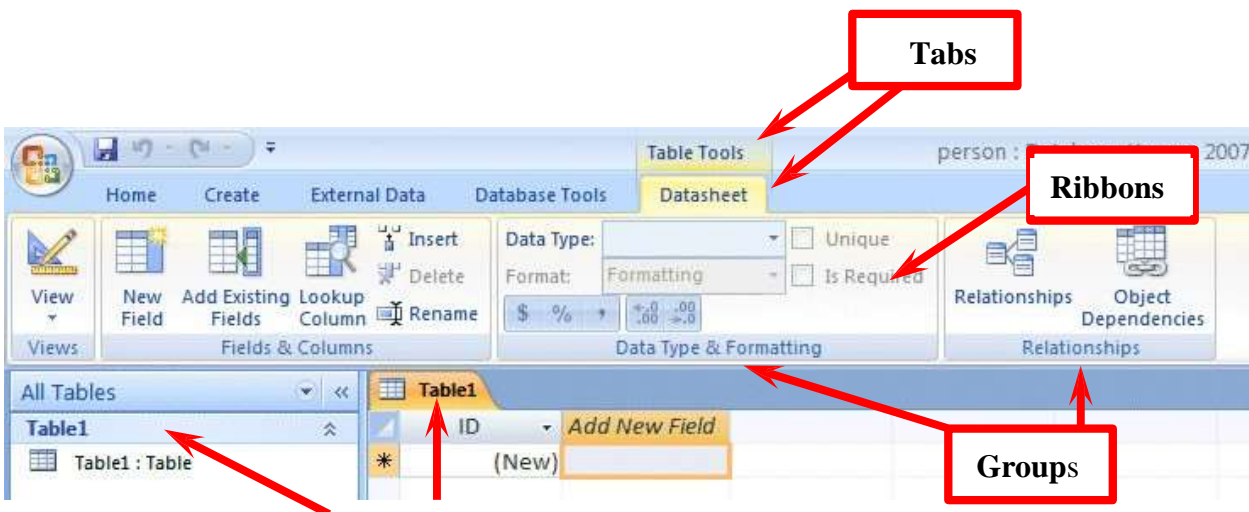 Tabs
Table Tools
person :
2007
Ribbons
Home Create External Data Database Tools Datasheet
Insert
Data Type:
Unique
Delete
Format: Formatting
Is Required
View
New Field
Add Existing Fields
Lookup Column
Rename
$ % ,
Relationships
Object Dependencies
Views
Fields & Columns
Data Type & Formatting
Relationships
All Tables
Table1
Table1
ID
Add New Field
Table1 : Table
*
(New)
Groups